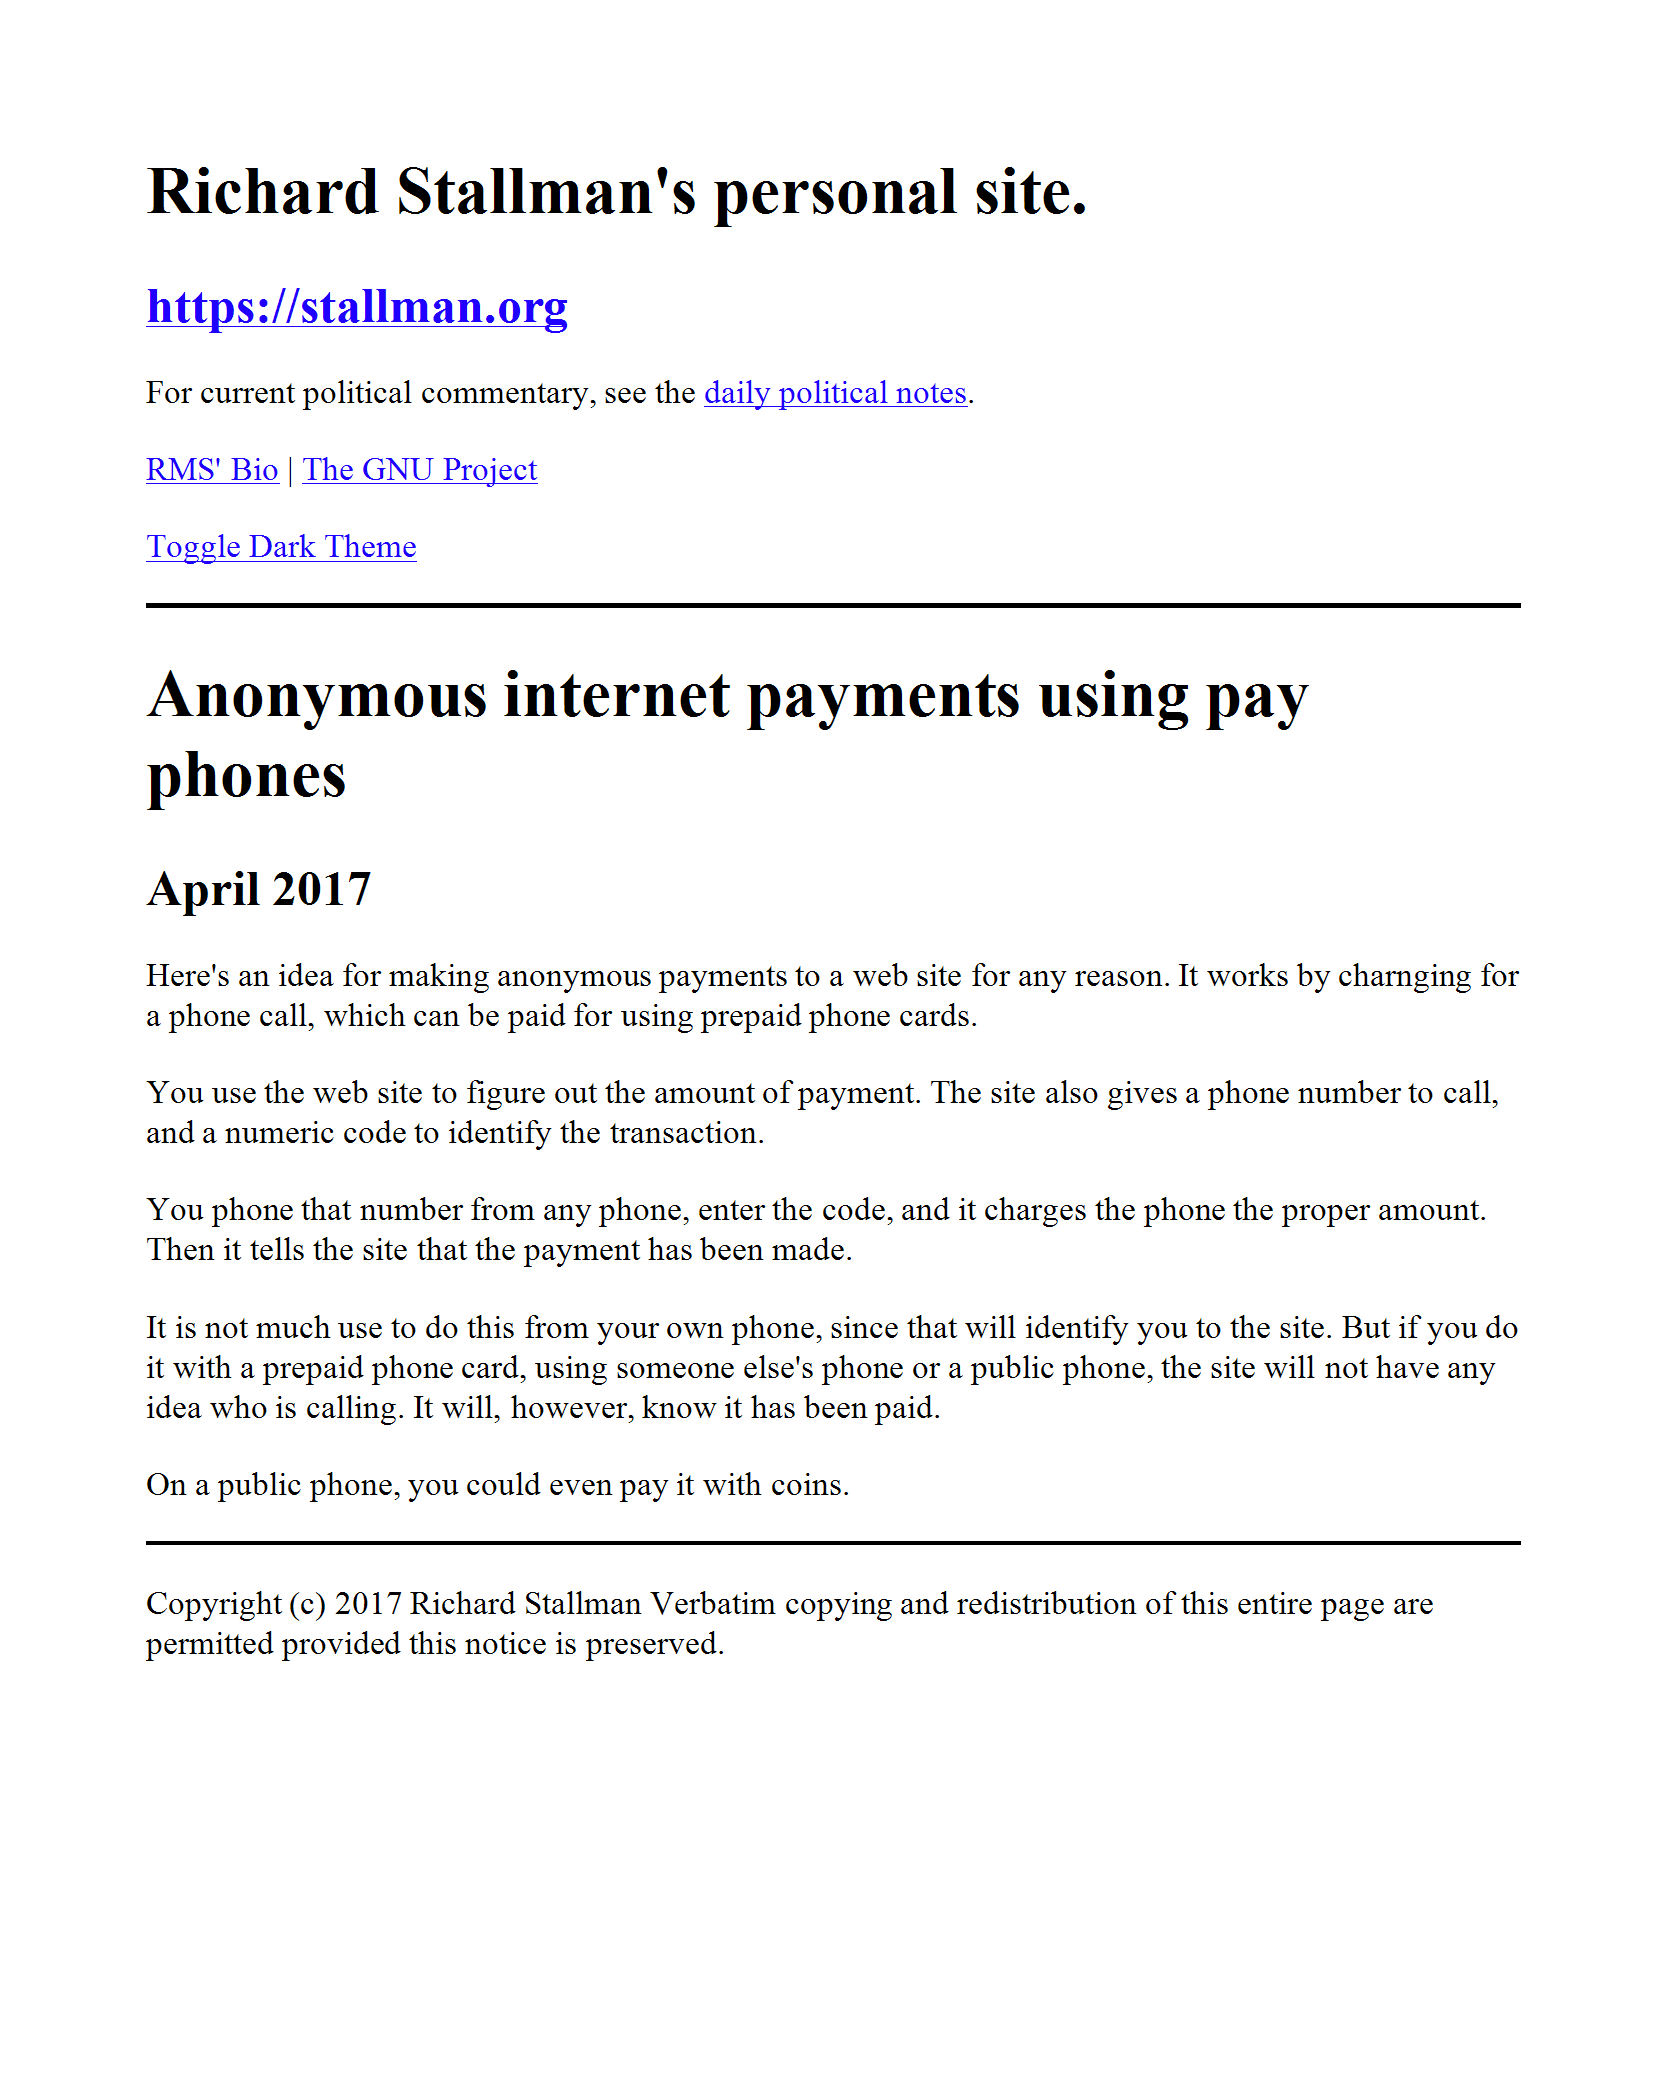 Richard Stallman's personal site.
https://stallman.org
For current political commentary, see the daily political notes.
RMS' Bio | The GNU Project
Toggle Dark Theme
Anonymous internet payments using pay
phones
April 2017
Here's an idea for making anonymous payments to a web site for any reason. It works by charnging for
a phone call, which can be paid for using prepaid phone cards.
You use the web site to figure out the amount of payment. The site also gives a phone number to call,
and a numeric code to identify the transaction.
You phone that number from any phone, enter the code, and it charges the phone the proper amount.
Then it tells the site that the payment has been made.
It is not much use to do this from your own phone, since that will identify you to the site. But if you do
it with a prepaid phone card, using someone else's phone or a public phone, the site will not have any
idea who is calling. It will, however, know it has been paid.
On a public phone, you could even pay it with coins.
Copyright (c) 2017 Richard Stallman Verbatim copying and redistribution of this entire page are
permitted provided this notice is preserved.